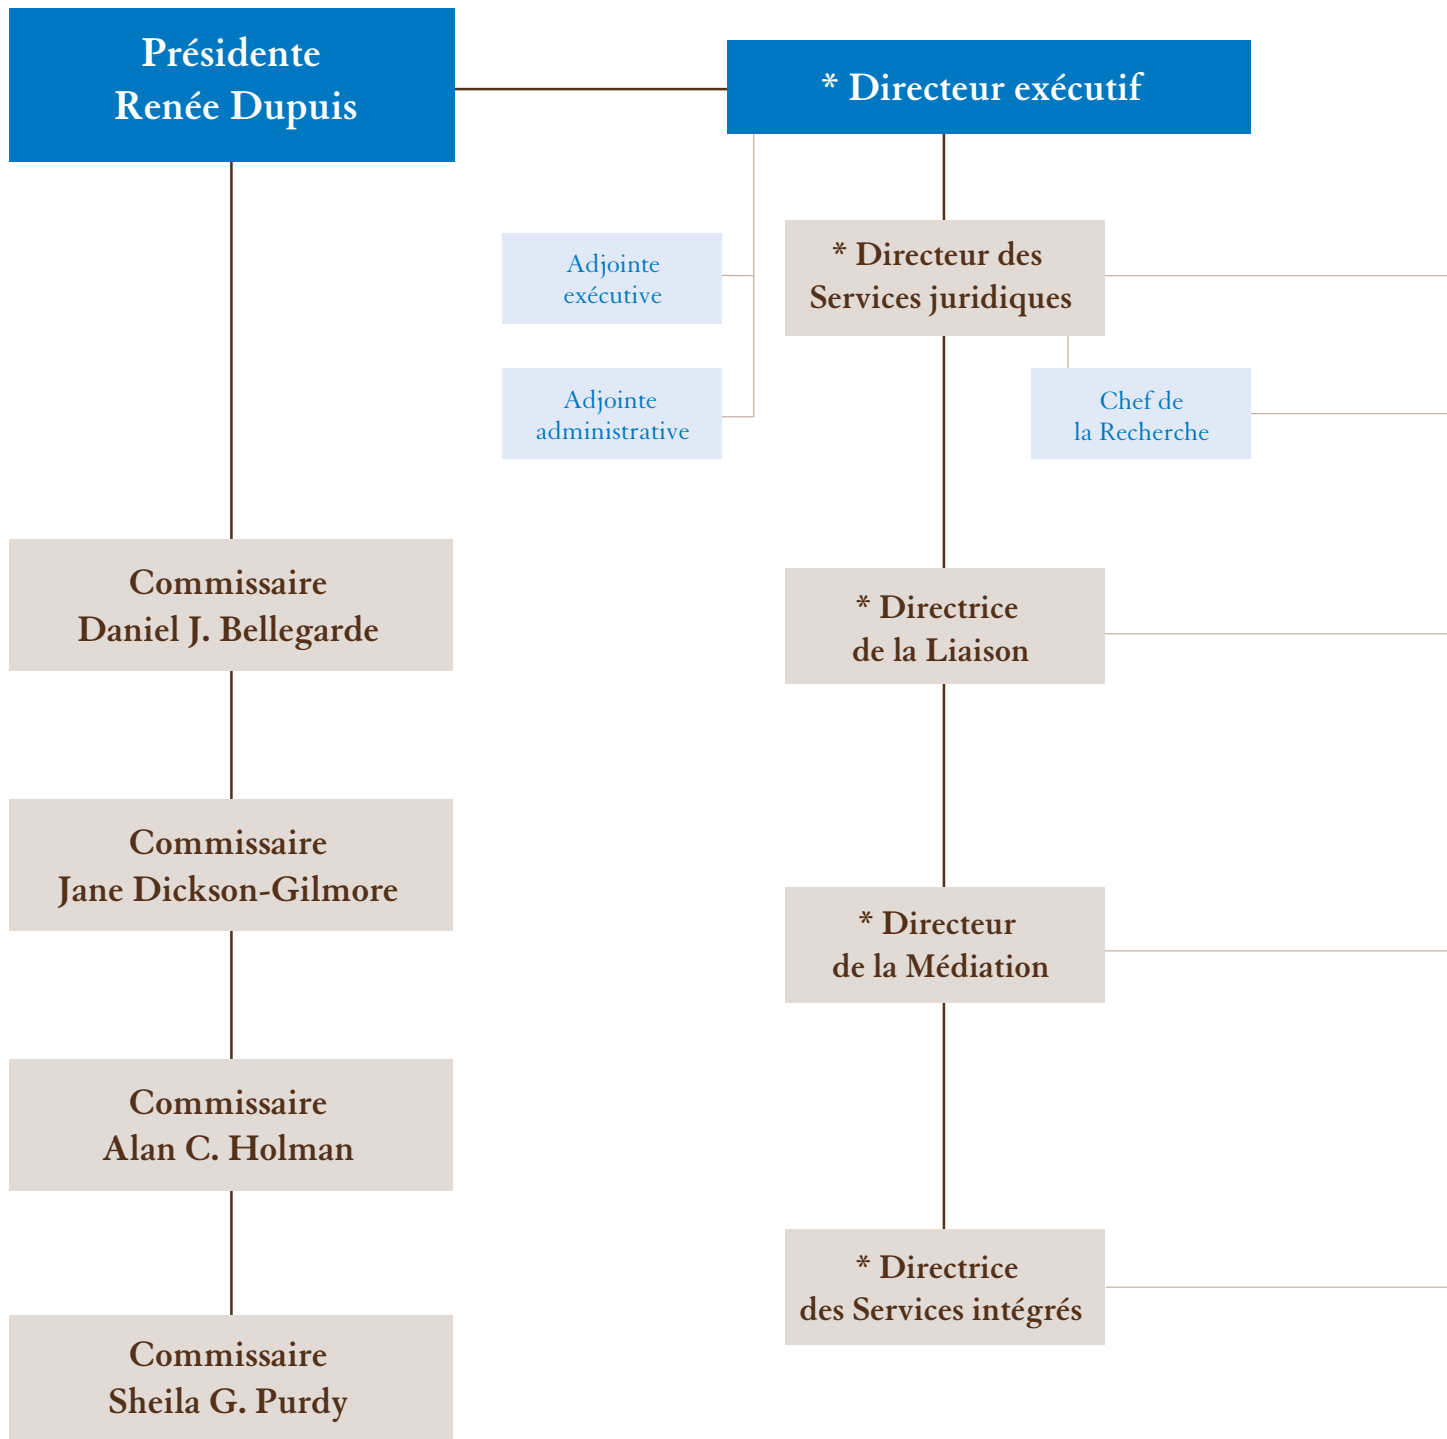 Présidente
Renée Dupuis
* Directeur exécutif
Adjointe
exécutive
* Directeur des
Services juridiques
Adjointe
administrative
Chef de
la Recherche
Commissaire
Daniel J. Bellegarde
* Directrice
de la Liaison
Commissaire
Jane Dickson-Gilmore
* Directeur
de la Médiation
Commissaire
Alan C. Holman
* Directrice
des Services intégrés
Commissaire
Sheila G. Purdy